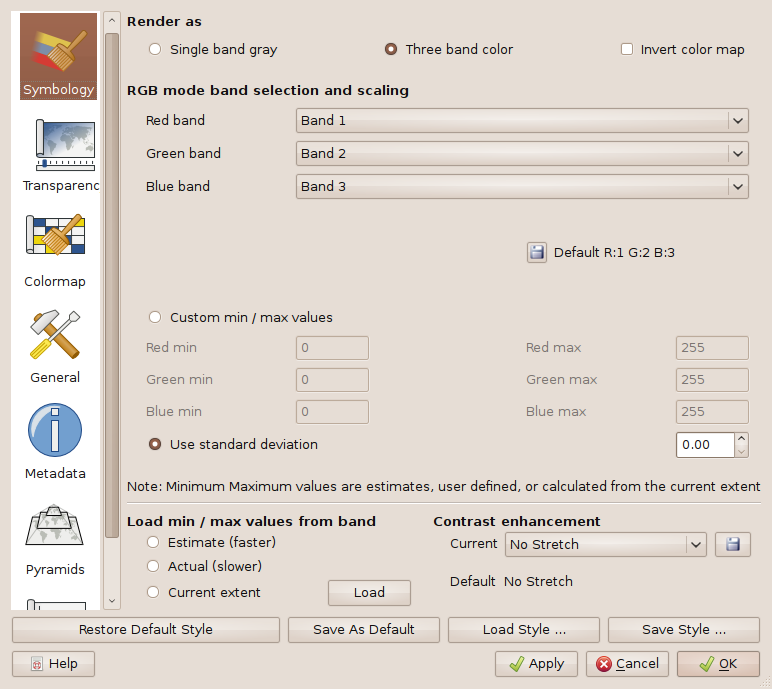 Symbology
Transparenc
Colormap
General
Metadata
Pyramids
Render as
Single band gray
Three band color
Invert color map
RGB mode band selection and scaling
Red band
Band 1
Green band
Band 2
Blue band
Band 3
Default R:1 G:2 B:3
Custom min / max values
Red min
0
Red max
255
Green min
0
Green max
255
Blue min
0
Blue max
255
Use standard deviation
0.00
Note: Minimum Maximum values are estimates, user defined, or calculated from the current extent
Load min / max values from band
Estimate (faster)
Actual (slower)
Current extent
Load
Contrast enhancement
Current
No Stretch
Default
No Stretch
Restore Default Style
Save As Default
Load Style ...
Save Style ...
Help
Apply
Cancel
OK